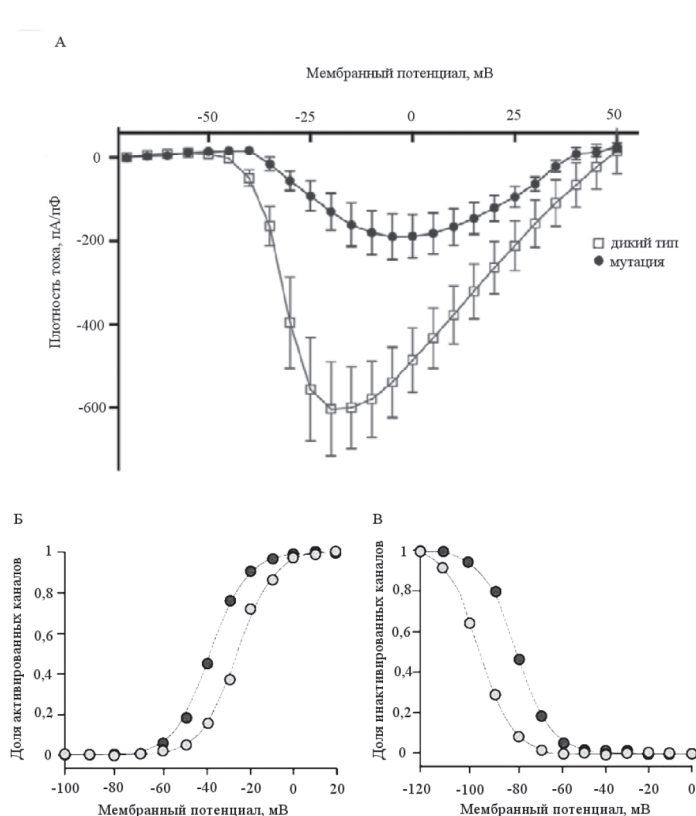 А
Мембранный потенциал, мВ
-50 -25 0 25 50
Плотность тока, пА/пФ
0
-200
-400
-600
дикий тип
мутация
Б
Доля активированных каналов
1
0,8
0,6
0,4
0,2
0
-100 -80 -60 -40 -20 0 20
Мембранный потенциал, мВ
В
Доля инактивированных каналов
1
0,8
0,6
0,4
0,2
0
-120 -100 -80 -60 -40 -20 0
Мембранный потенциал, мВ